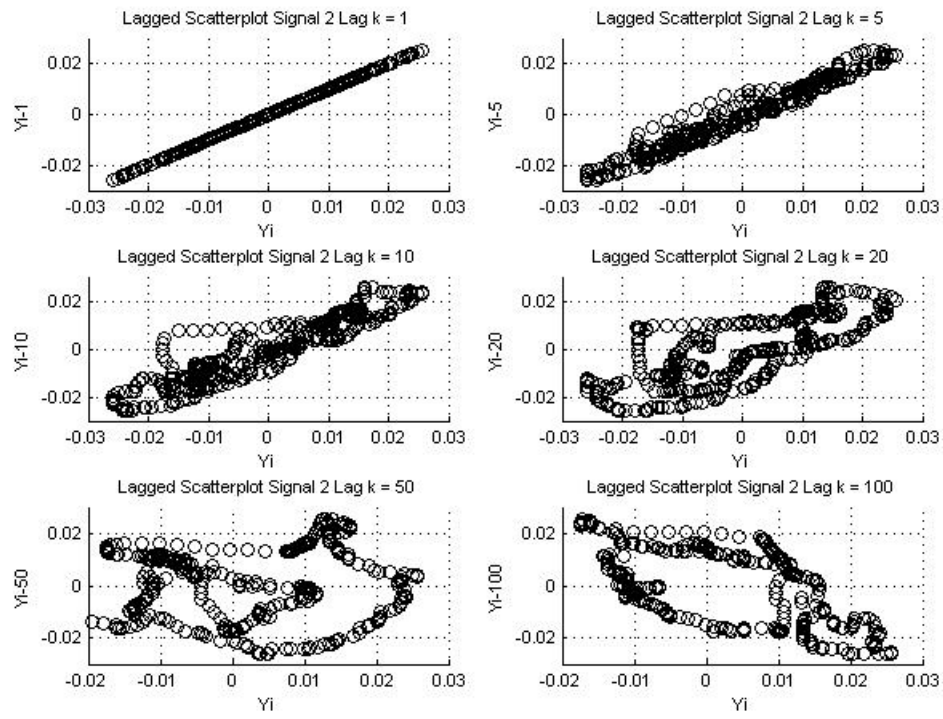 Lagged Scatterplot Signal 2 Lag k = 1
Yi-1
0.02
0
-0.02
-0.03 -0.02 -0.01 0 0.01 0.02 0.03
Yi
Lagged Scatterplot Signal 2 Lag k = 5
Yi-5
0.02
0
-0.02
-0.03 -0.02 -0.01 0 0.01 0.02 0.03
Yi
Lagged Scatterplot Signal 2 Lag k = 10
Yi-10
0.02
0
-0.02
-0.03 -0.02 -0.01 0 0.01 0.02 0.03
Yi
Lagged Scatterplot Signal 2 Lag k = 20
Yi-20
0.02
0
-0.02
-0.03 -0.02 -0.01 0 0.01 0.02 0.03
Yi
Lagged Scatterplot Signal 2 Lag k = 50
Yi-50
0.02
0
-0.02
-0.02 -0.01 0 0.01 0.02 0.03
Yi
Lagged Scatterplot Signal 2 Lag k = 100
Yi-100
0.02
0
-0.02
-0.02 -0.01 0 0.01 0.02 0.03
Yi